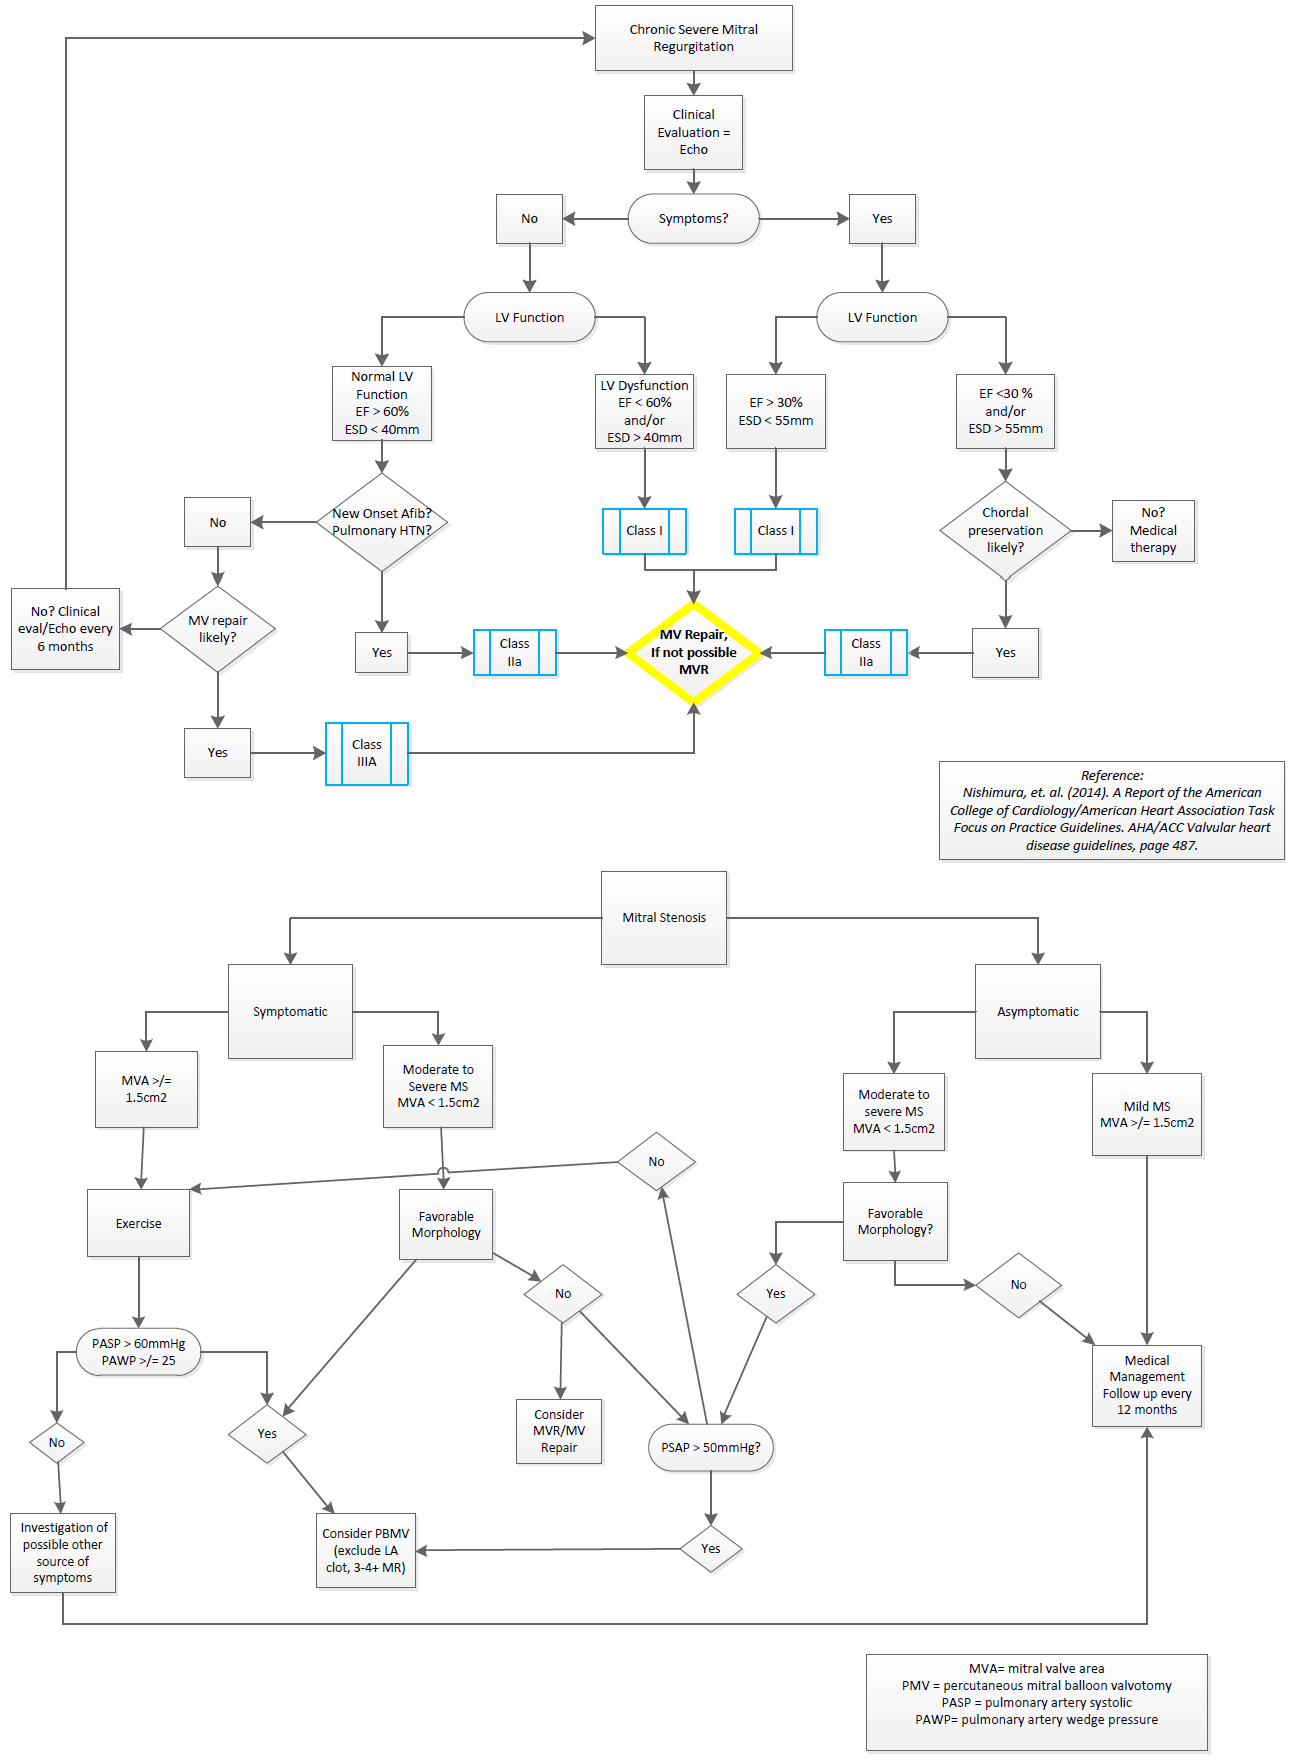 Chronic Severe Mitral
Regurgitation
Clinical
Evaluation =
Echo
No
Symptoms?
Yes
LV Function
LV Function
Normal LV
Function
EF > 60%
ESD < 40mm
LV Dysfunction
EF < 60%
and/or
ESD > 40mm
EF > 30%
ESD < 55mm
EF <30 %
and/or
ESD > 55mm
No
New Onset Afib?
Pulmonary HTN?
Class I
Class I
Chordal
preservation
likely?
No?
Medical
therapy
No? Clinical
eval/Echo every
6 months
MV repair
likely?
Yes
Class
IIa
MV Repair,
If not possible
MVR
Class
IIa
Yes
Yes
Class
IIIA
Reference:
Nishimura, et. al. (2014). A Report of the American
College of Cardiology/American Heart Association Task
Focus on Practice Guidelines. AHA/ACC Valvular heart
disease guidelines, page 487.
Mitral Stenosis
Symptomatic
Asymptomatic
MVA >/=
1.5cm2
Moderate to
Severe MS
MVA < 1.5cm2
Moderate to
severe MS
MVA < 1.5cm2
Mild MS
MVA >/= 1.5cm2
No
Exercise
Favorable
Morphology
Favorable
Morphology?
No
Yes
No
PASP > 60mmHg
PAWP >/= 25
Medical
Management
Follow up every
12 months
No
Yes
Consider
MVR/MV
Repair
PSAP > 50mmHg?
Investigation of
possible other
source of
symptoms
Consider PBMV
(exclude LA
clot, 3-4+ MR)
Yes
MVA= mitral valve area
PMV = percutaneous mitral balloon valvotomy
PASP = pulmonary artery systolic
PAWP= pulmonary artery wedge pressure